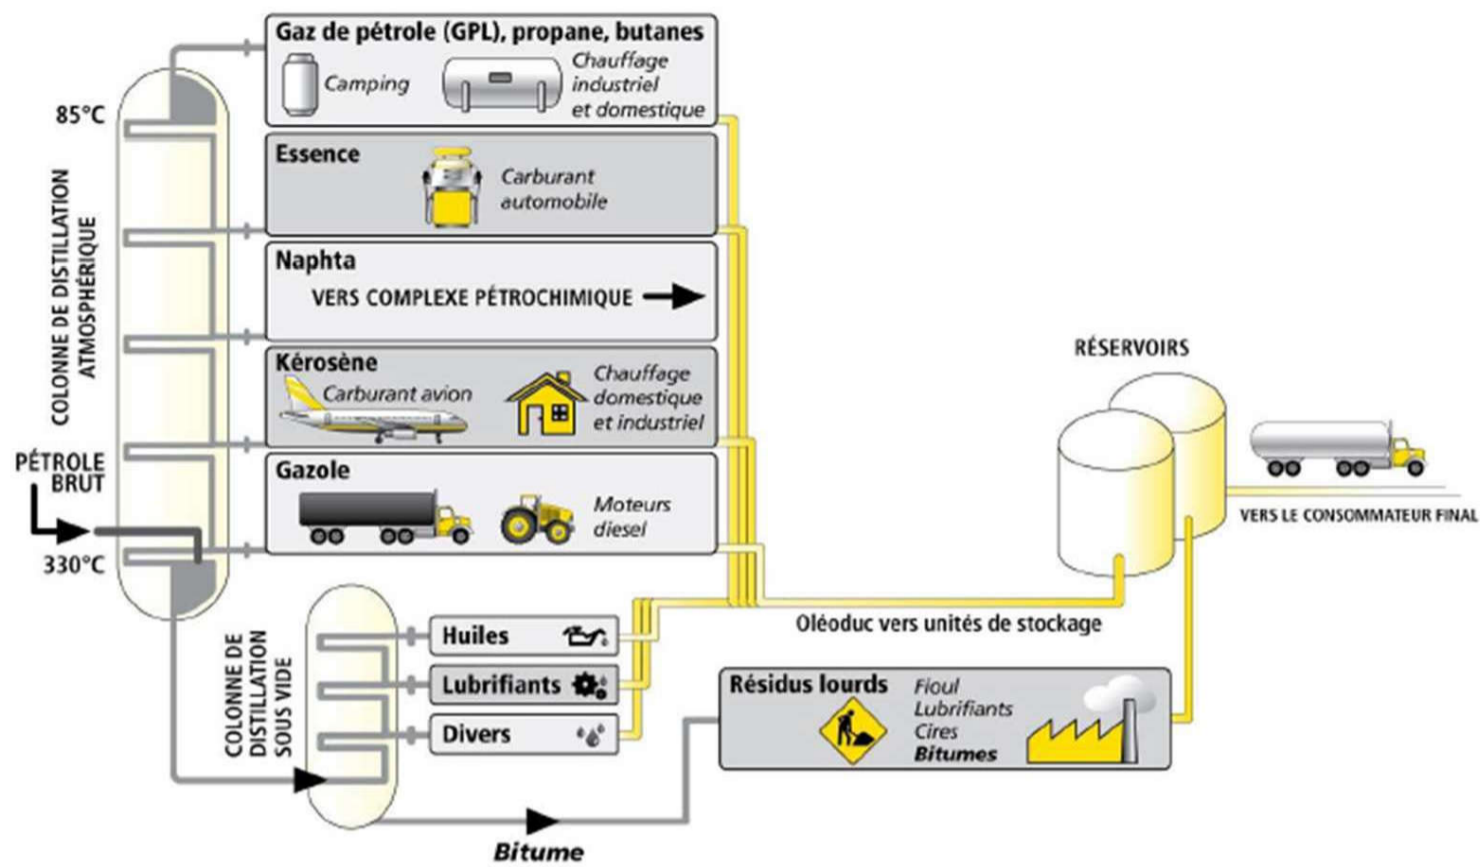 Gaz de pétrole (GPL), propane, butanes
Camping
Chauffage
industriel
et domestique
85°C
Essence
Carburant
automobile
COLONNE DE DISTILLATION
ATMOSPHÉRIQUE
Naphta
VERS COMPLEXE PÉTROCHIMIQUE
Kérosène
Carburant avion
Chauffage
domestique
et industriel
PÉTROLE
BRUT
330°C
Gazole
Moteurs
diesel
RÉSERVOIRS
VERS LE CONSOMMATEUR FINAL
Oléoduc vers unités de stockage
COLONNE DE
DISTILLATION
SOUS VIDE
Huiles
Lubrifiants
Divers
Résidus lourds
Fioul
Lubrifiants
Cires
Bitumes
Bitume